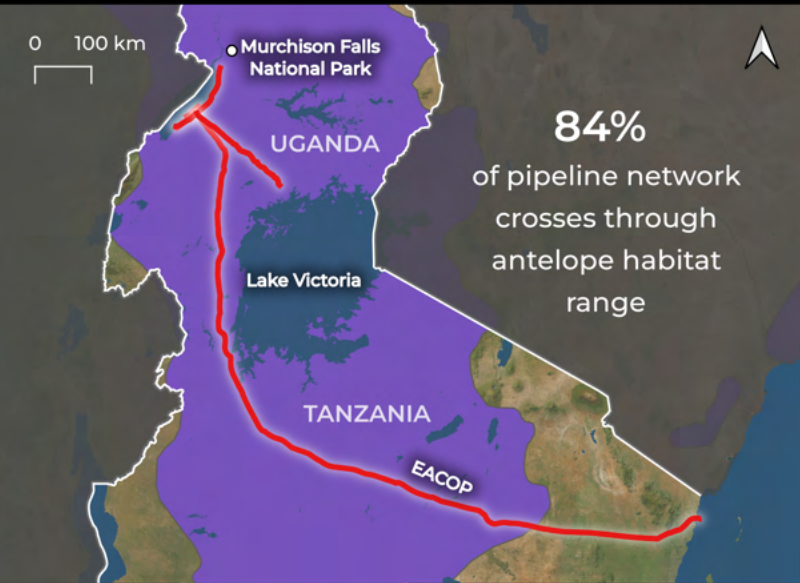 0 100 km
Murchison Falls
National Park
UGANDA
84%
of pipeline network
crosses through
antelope habitat
range
Lake Victoria
TANZANIA
EACOP